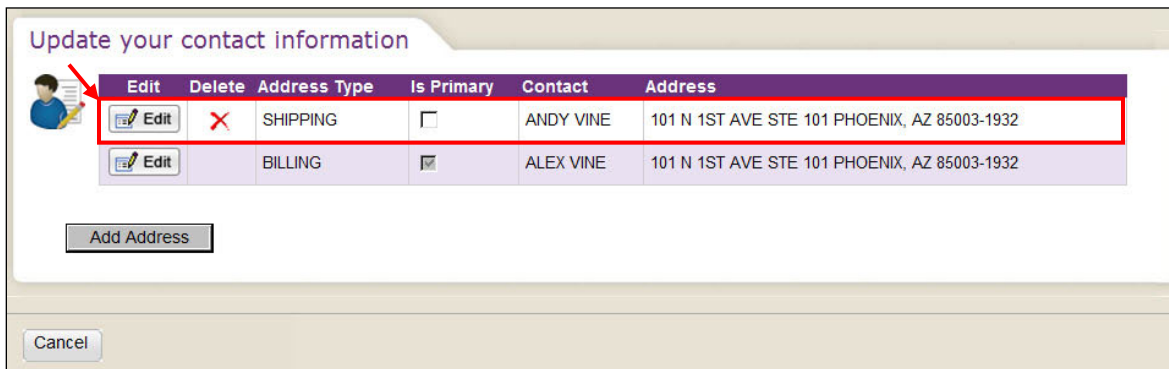 Update your contact information
Edit Delete Address Type Is Primary Contact Address
Edit SHIPPING ANDY VINE 101 N 1ST AVE STE 101 PHOENIX, AZ 85003-1932
Edit BILLING ALEX VINE 101 N 1ST AVE STE 101 PHOENIX, AZ 85003-1932
Add Address
Cancel